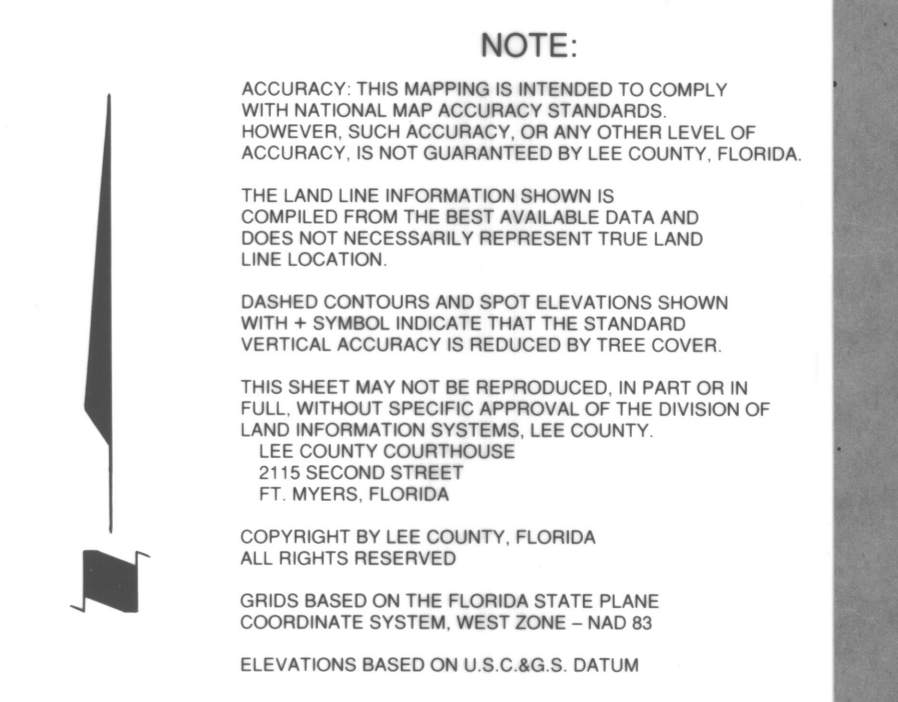 NOTE:
ACCURACY: THIS MAPPING IS INTENDED TO COMPLY
WITH NATIONAL MAP ACCURACY STANDARDS.
HOWEVER, SUCH ACCURACY, OR ANY OTHER LEVEL OF
ACCURACY, IS NOT GUARANTEED BY LEE COUNTY, FLORIDA.
THE LAND LINE INFORMATION SHOWN IS
COMPILED FROM THE BEST AVAILABLE DATA AND
DOES NOT NECESSARILY REPRESENT TRUE LAND
LINE LOCATION.
DASHED CONTOURS AND SPOT ELEVATIONS SHOWN
WITH + SYMBOL INDICATE THAT THE STANDARD
VERTICAL ACCURACY IS REDUCED BY TREE COVER.
THIS SHEET MAY NOT BE REPRODUCED, IN PART OR IN
FULL, WITHOUT SPECIFIC APPROVAL OF THE DIVISION OF
LAND INFORMATION SYSTEMS, LEE COUNTY.
LEE COUNTY COURTHOUSE
2115 SECOND STREET
FT. MYERS, FLORIDA
COPYRIGHT BY LEE COUNTY, FLORIDA
ALL RIGHTS RESERVED
GRIDS BASED ON THE FLORIDA STATE PLANE
COORDINATE SYSTEM, WEST ZONE – NAD 83
ELEVATIONS BASED ON U.S.C.&G.S. DATUM
N